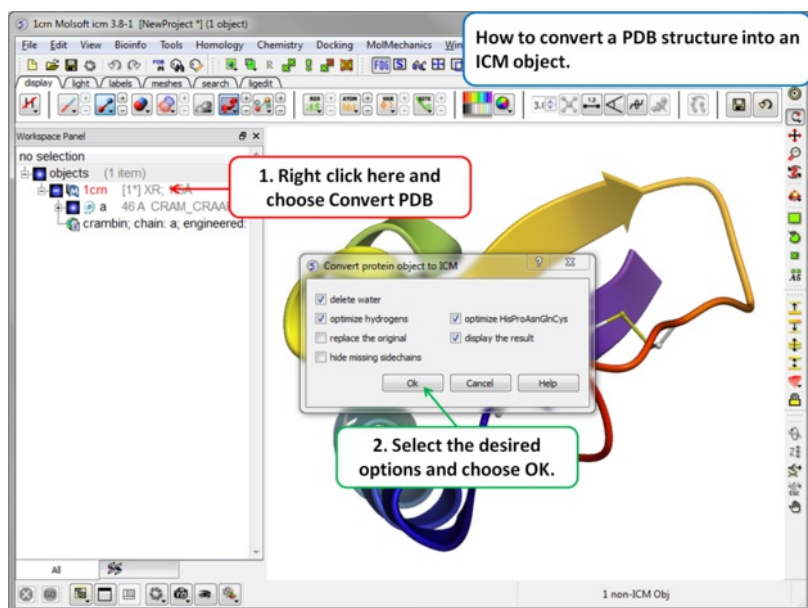 1crn Molsoft icm 3.8-1 [NewProject *] (1 object)
File Edit View Bioinfo Tools Homology Chemistry Docking MolMechanics
How to convert a PDB structure into an
ICM object.
display light labels meshes search ligedit
Workspace Panel
no selection
objects (1 item)
1crn [1*] XR;
a 46 A CRAM_CRAA
crambin; chain: a; engineered:
1. Right click here and
choose Convert PDB
Convert protein object to ICM
delete water
optimize hydrogens optimize HisProAsnGlnCys
replace the original display the result
hide missing sidechains
Ok Cancel Help
2. Select the desired
options and choose OK.
All
1 non-ICM Obj